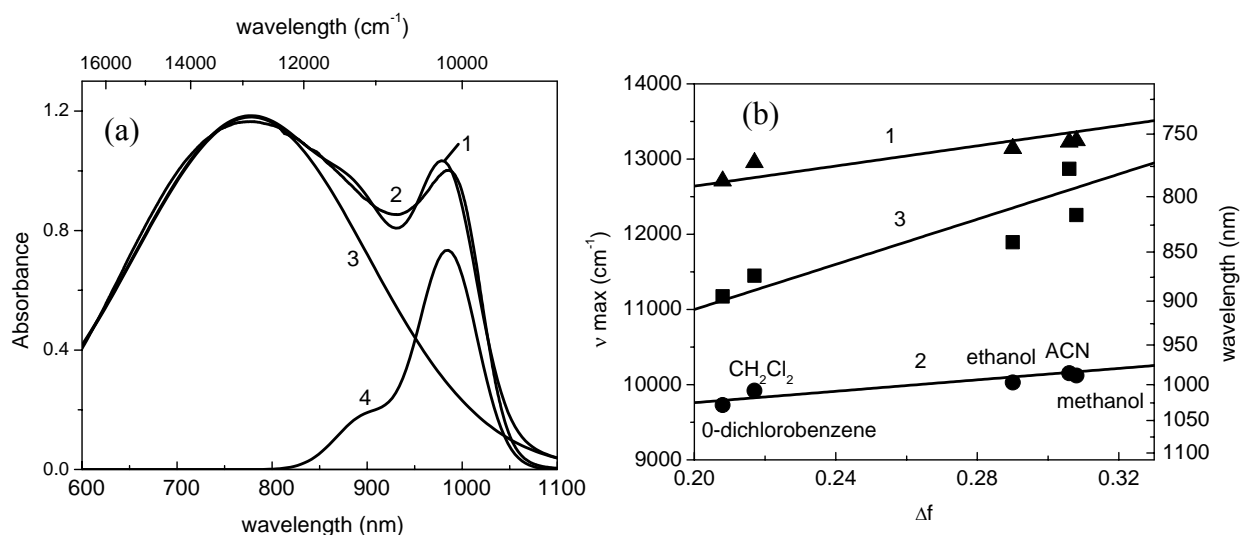 wavelength (cm⁻¹)
16000 14000 12000 10000
(a)
1.2
0.8
0.4
0.0
Absorbance
1
2
3
4
600 700 800 900 1000 1100
wavelength (nm)
(b)
14000
13000
12000
11000
10000
9000
ν max (cm⁻¹)
1
3
2
CH₂Cl₂
ethanol
ACN
0-dichlorobenzene
methanol
750
800
850
900
950
1000
1050
1100
wavelength (nm)
0.20 0.24 0.28 0.32
Δf